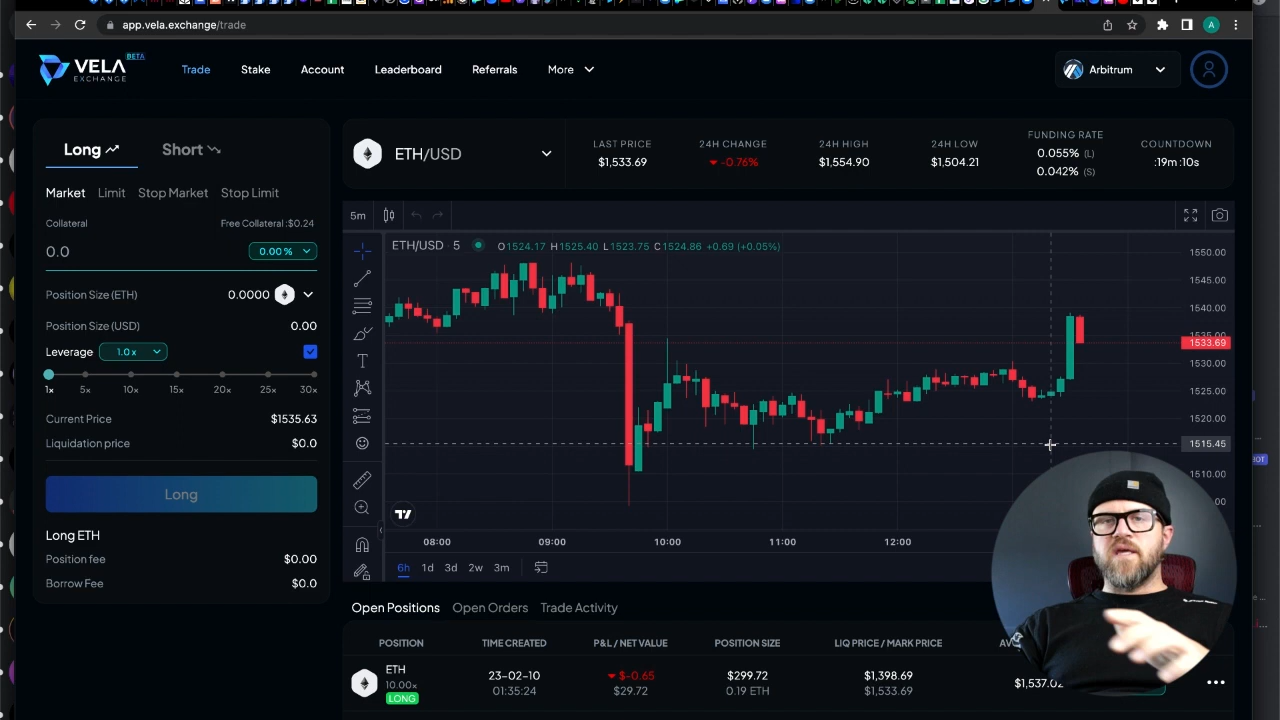 app.vela.exchange/trade
A
VELA BETA
EXCHANGE
Trade
Stake
Account
Leaderboard
Referrals
More
Arbitrum
Long
Short
Market
Limit
Stop Market
Stop Limit
Collateral
Free Collateral :$0.24
0.0
0.00 %
Position Size (ETH)
0.0000
Position Size (USD)
0.00
Leverage
1.0 x
1x 5x 10x 15x 20x 25x 30x
Current Price
$1535.63
Liquidation price
$0.0
Long
Long ETH
Position fee
$0.00
Borrow Fee
$0.0
ETH/USD
LAST PRICE
$1,533.69
24H CHANGE
-0.76%
24H HIGH
$1,554.90
24H LOW
$1,504.21
FUNDING RATE
0.055% (L)
0.042% (S)
COUNTDOWN
:19m :10s
5m
ETH/USD · 5
O1524.17 H1525.40 L1523.75 C1524.86 +0.69 (+0.05%)
1550.00
1545.00
1540.00
1535.00
1533.69
1530.00
1525.00
1520.00
1515.45
1510.00
.00
08:00 09:00 10:00 11:00 12:00
6h 1d 3d 2w 3m
Open Positions
Open Orders
Trade Activity
POSITION
TIME CREATED
P&L / NET VALUE
POSITION SIZE
LIQ PRICE / MARK PRICE
ETH
10.00x
LONG
23-02-10
01:35:24
$-0.65
$29.72
$299.72
0.19 ETH
$1,398.69
$1,533.69
$1,537.02